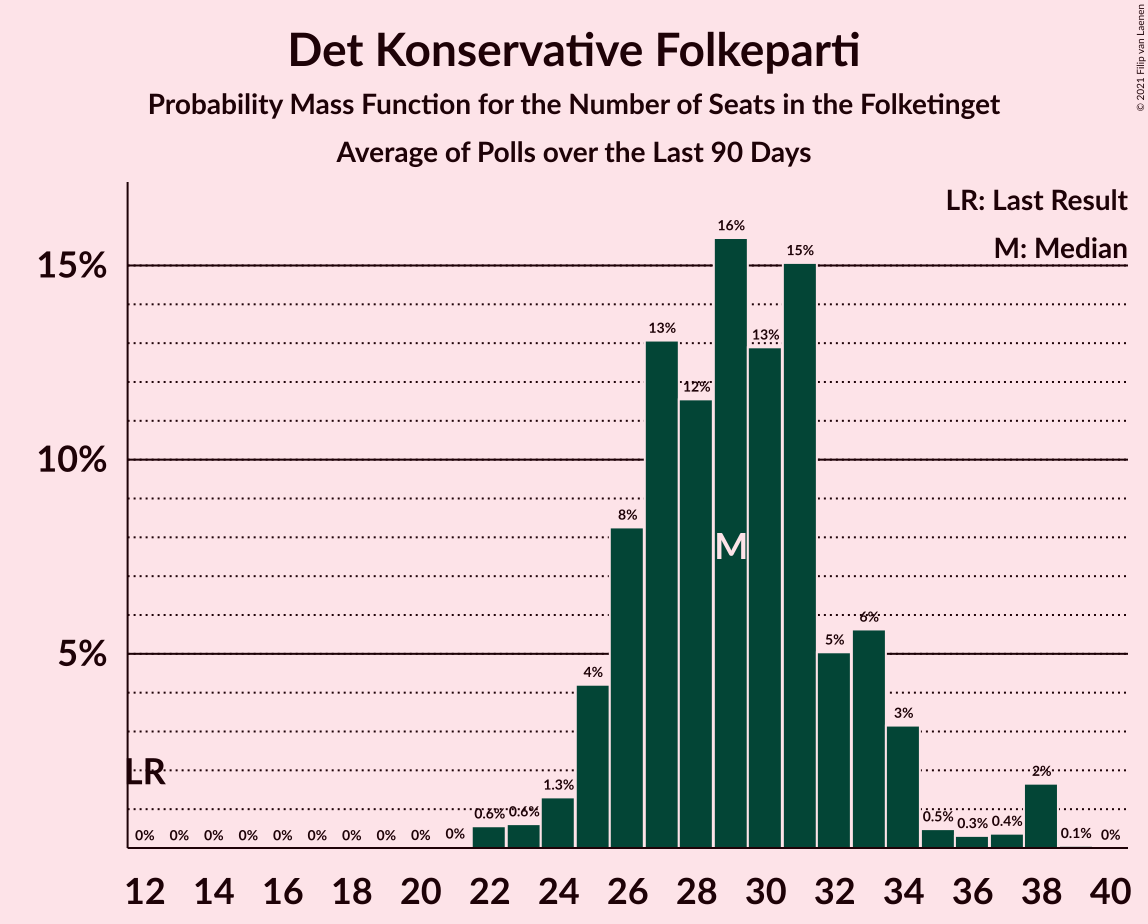 Det Konservative Folkeparti
Probability Mass Function for the Number of Seats in the Folketinget
Average of Polls over the Last 90 Days
© 2021 Filip van Laenen
LR: Last Result
M: Median
15%
10%
5%
LR
M
0% 0% 0% 0% 0% 0% 0% 0% 0% 0% 0.6% 0.6% 1.3% 4% 8% 13% 12% 16% 13% 15% 5% 6% 3% 0.5% 0.3% 0.4% 2% 0.1% 0%
12 14 16 18 20 22 24 26 28 30 32 34 36 38 40